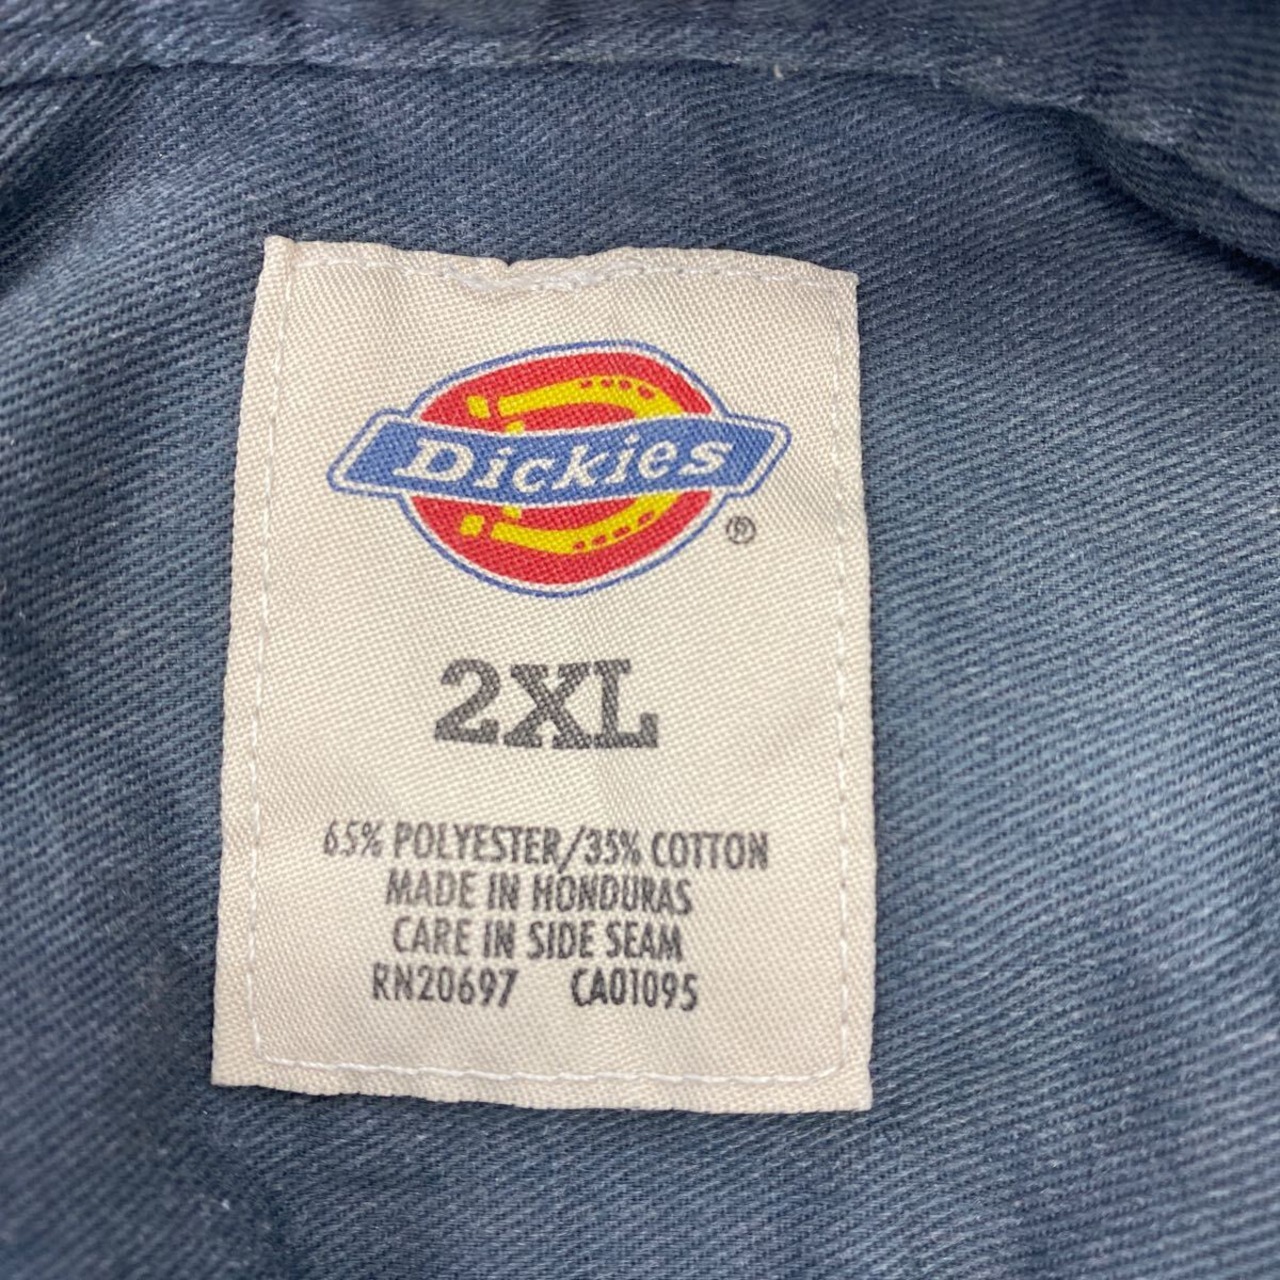 Dickies
®
2XL
65% POLYESTER/35% COTTON
MADE IN HONDURAS
CARE IN SIDE SEAM
RN20697 CA01095